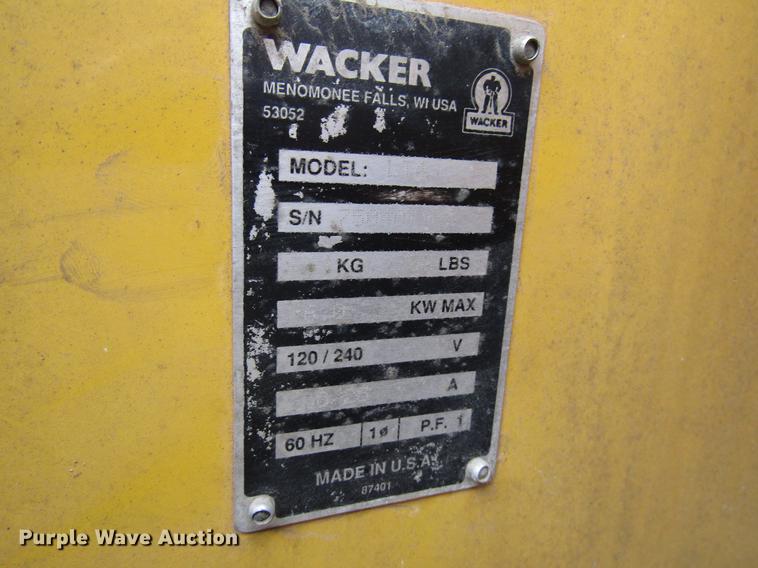 WACKER
MENOMONEE FALLS, WI USA
53052
WACKER
MODEL:
S/N
KG LBS
KW MAX
120 / 240 V
A
60 HZ 1ø P.F. 1
MADE IN U.S.A.
87401
Purple Wave Auction